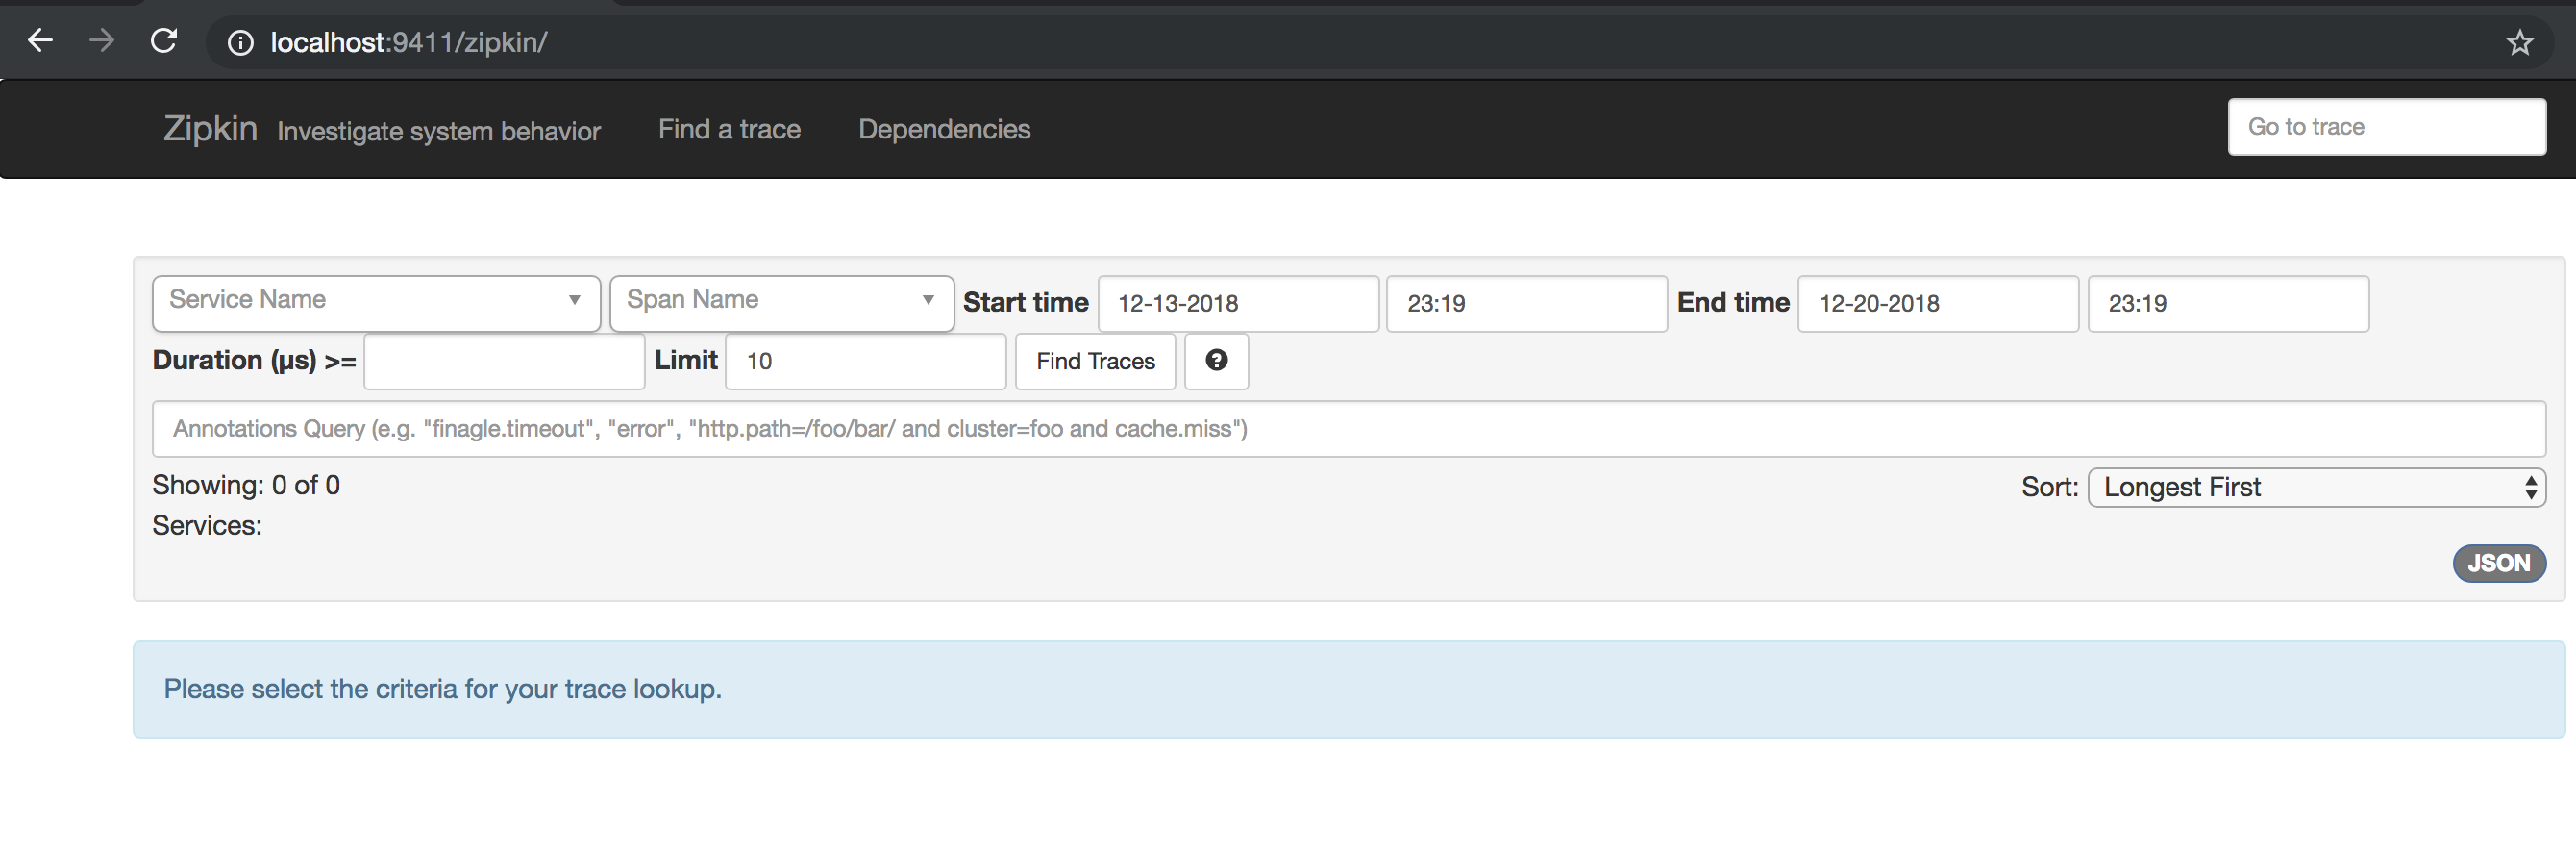 localhost:9411/zipkin/
Zipkin Investigate system behavior Find a trace Dependencies Go to trace
Service Name Span Name Start time 12-13-2018 23:19 End time 12-20-2018 23:19
Duration (µs) >= Limit 10 Find Traces
Annotations Query (e.g. "finagle.timeout", "error", "http.path=/foo/bar/ and cluster=foo and cache.miss")
Showing: 0 of 0 Sort: Longest First
Services:
JSON
Please select the criteria for your trace lookup.